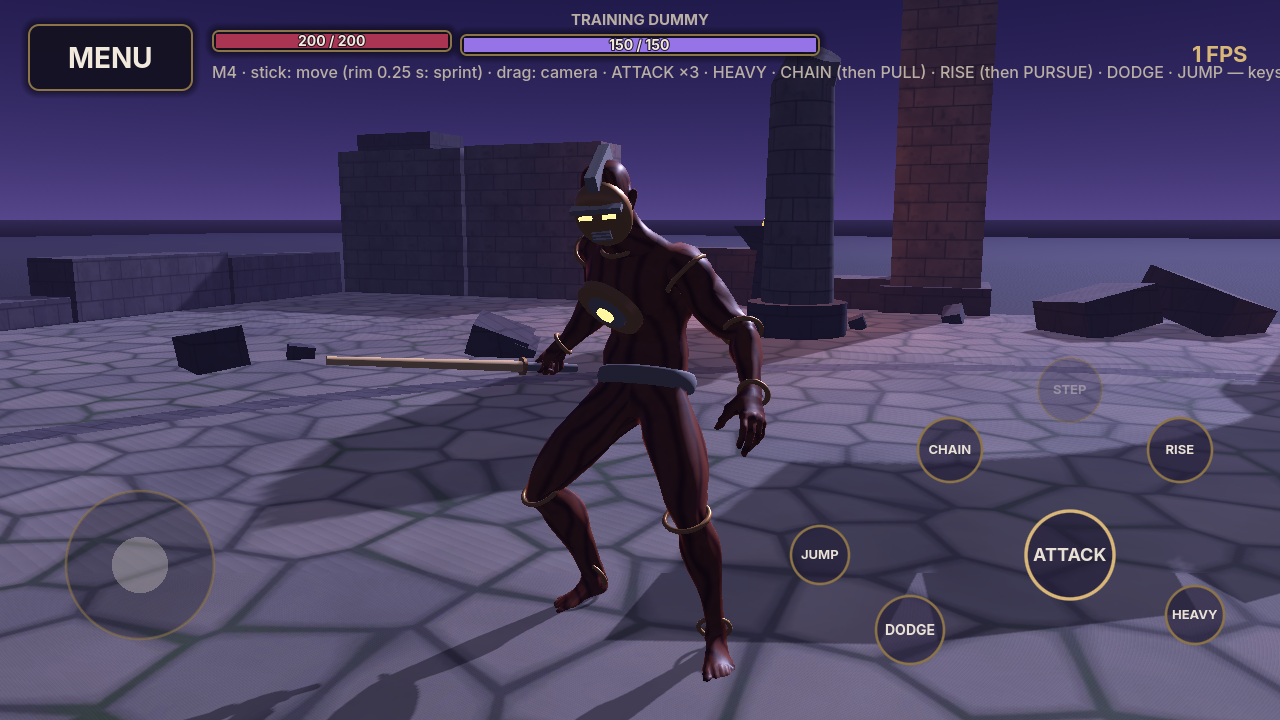 TRAINING DUMMY
MENU
200 / 200
150 / 150
1 FPS
M4 · stick: move (rim 0.25 s: sprint) · drag: camera · ATTACK ×3 · HEAVY · CHAIN (then PULL) · RISE (then PURSUE) · DODGE · JUMP — keys
STEP
CHAIN
RISE
JUMP
ATTACK
HEAVY
DODGE